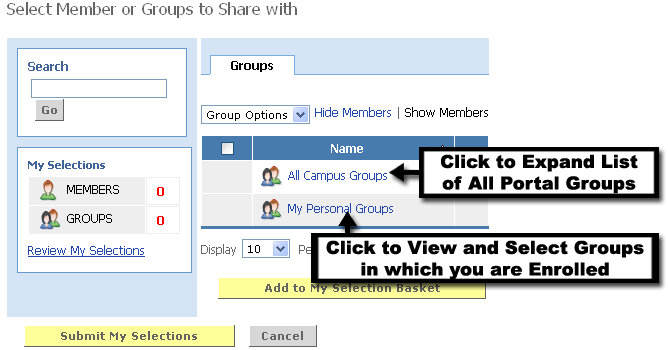 Select Member or Groups to Share with
Search
Go
My Selections
MEMBERS 0
GROUPS 0
Review My Selections
Groups
Group Options Hide Members | Show Members
Name
All Campus Groups
My Personal Groups
Click to Expand List
of All Portal Groups
Display 10 Pe
Click to View and Select Groups
in which you are Enrolled
Add to My Selection Basket
Submit My Selections Cancel